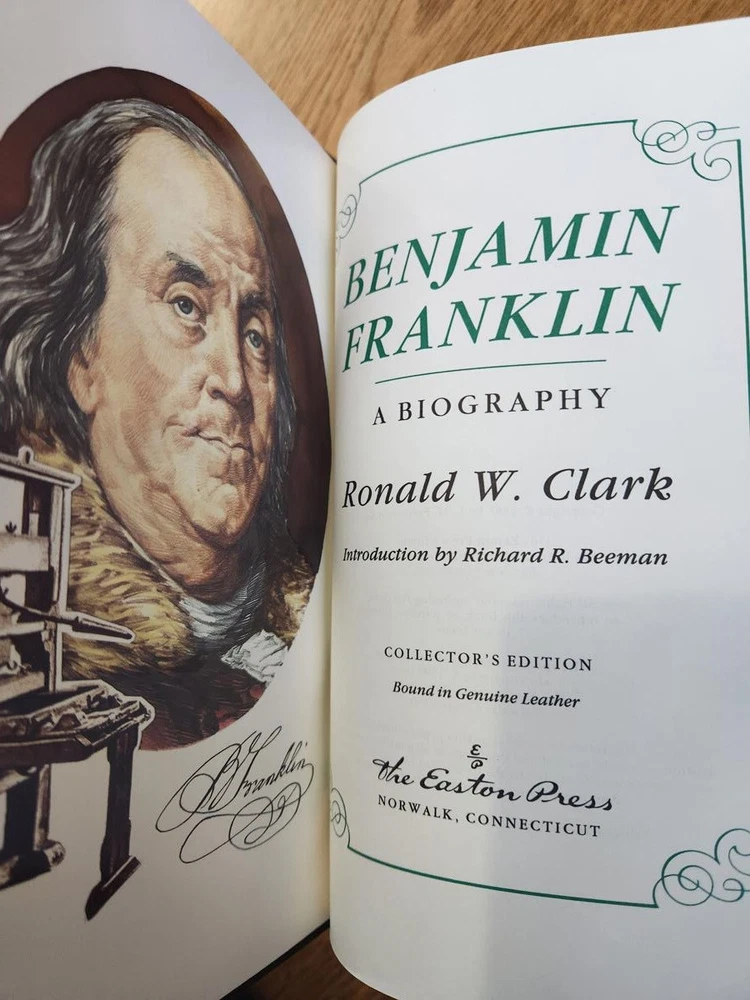 B Franklin
BENJAMIN
FRANKLIN
A BIOGRAPHY
Ronald W. Clark
Introduction by Richard R. Beeman
COLLECTOR'S EDITION
Bound in Genuine Leather
E
P
The Easton Press
NORWALK, CONNECTICUT